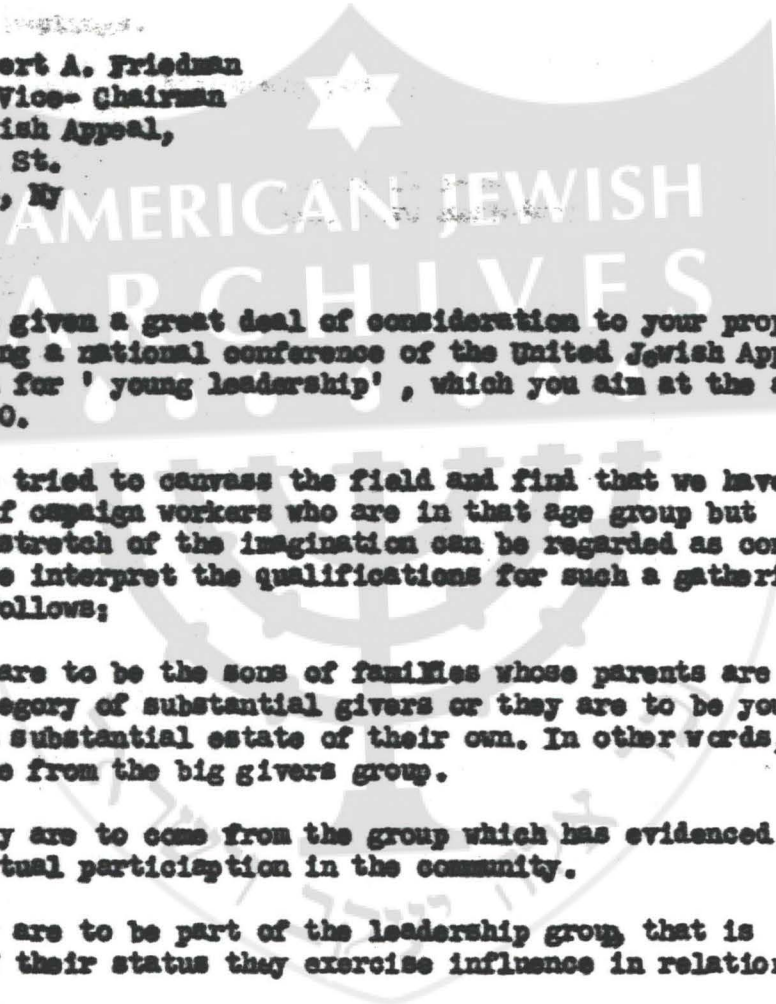 ert A. Friedman
Vice- Chairman
ish Appeal,
St.
, Ny
AMERICAN JEWISH
ARCHIVES
given a great deal of consideration to your prop
ng a national conference of the United Jewish App
for ' young leadership' , which you aim at the a
0.
tried to canvass the field and find that we have
f campaign workers who are in that age group but
stretch of the imagination can be regarded as con
e interpret the qualifications for such a gatheri
ollows:
are to be the sons of families whose parents are
egory of substantial givers or they are to be you
substantial estate of their own. In other words,
e from the big givers group.
y are to come from the group which has evidenced
tual particiaption in the community.
are to be part of the leadership group, that is
their status they exercise influence in relation